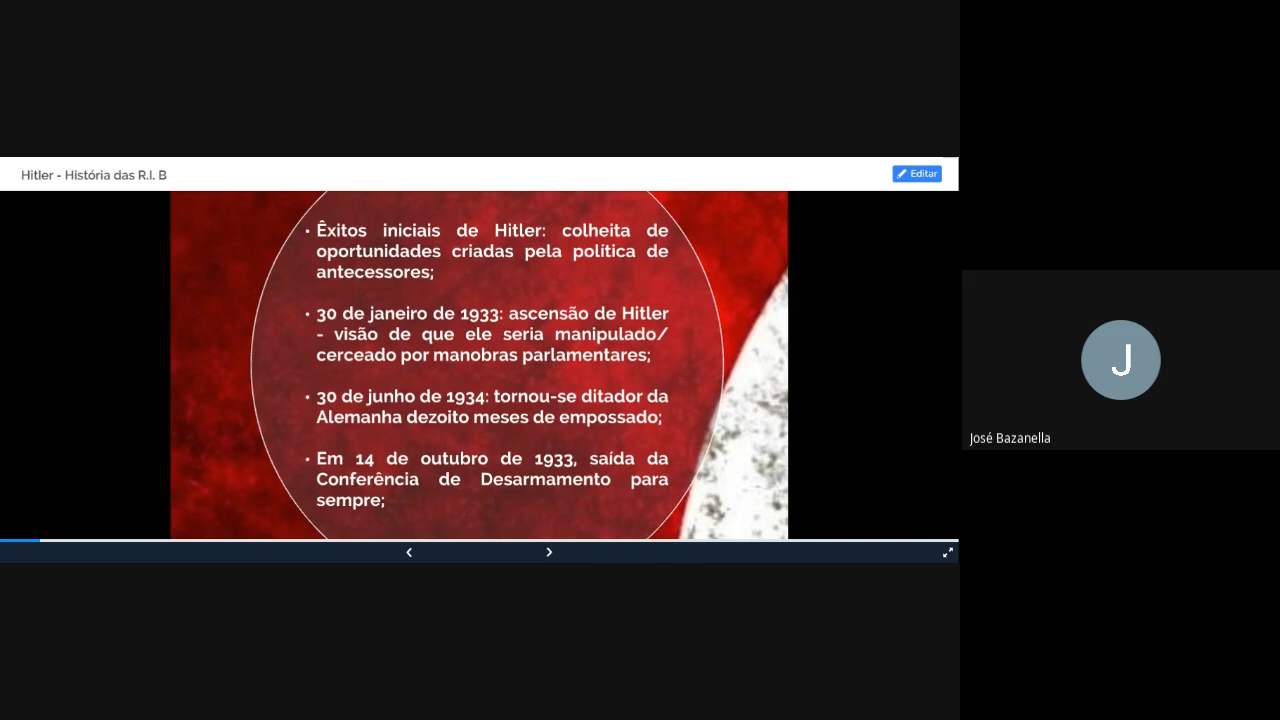 Hitler - História das R.I. B
Editar
• Êxitos iniciais de Hitler: colheita de
oportunidades criadas pela política de
antecessores;
• 30 de janeiro de 1933: ascensão de Hitler
- visão de que ele seria manipulado/
cerceado por manobras parlamentares;
• 30 de junho de 1934: tornou-se ditador da
Alemanha dezoito meses de empossado;
• Em 14 de outubro de 1933, saída da
Conferência de Desarmamento para
sempre;
J
José Bazanella